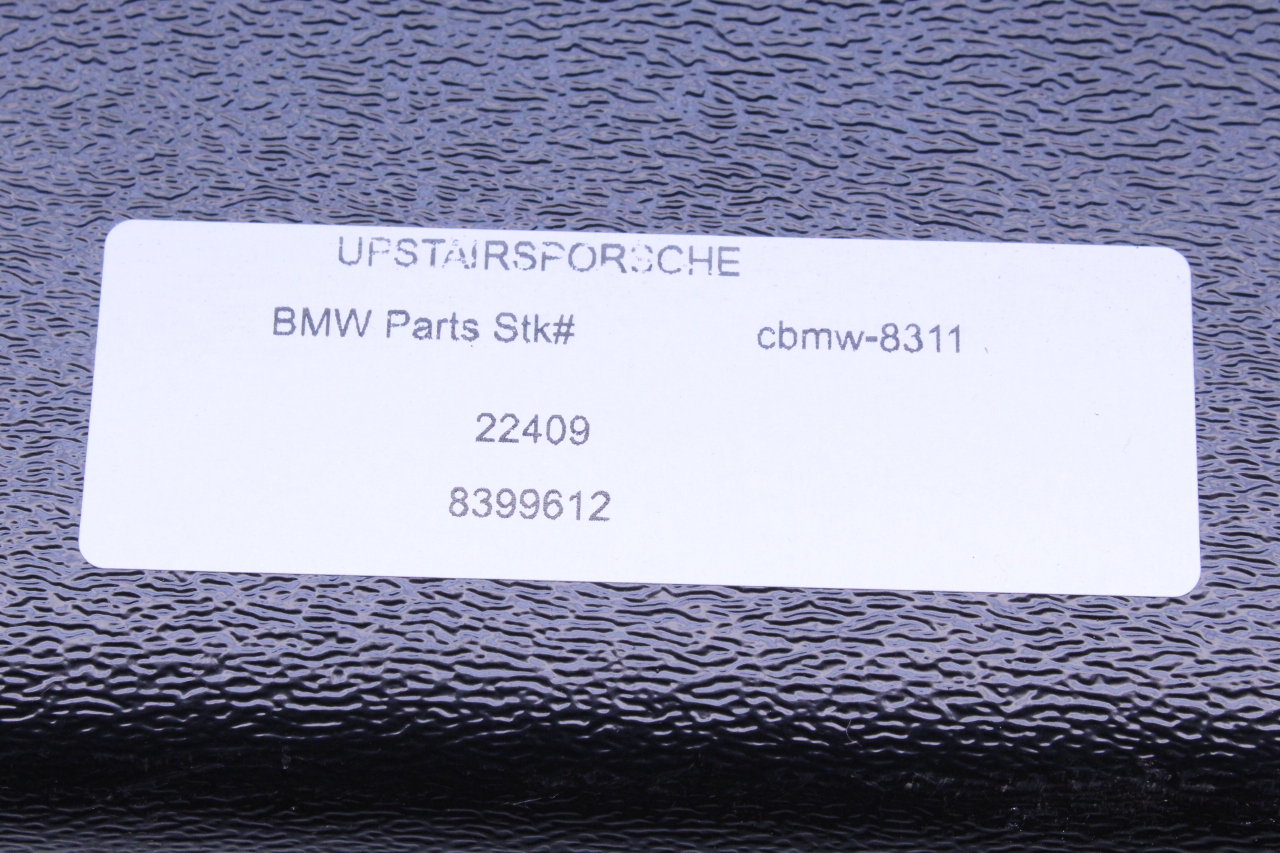 UPSTAIRSPORSCHE
BMW Parts Stk# cbmw-8311
22409
8399612